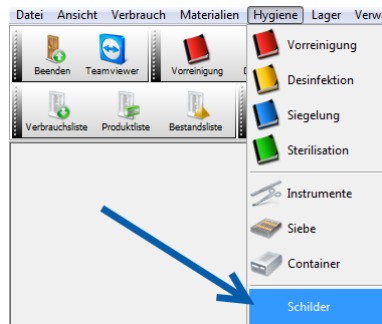 Datei Ansicht Verbrauch Materialien Hygiene Lager
Beenden Teamviewer Vorreinigung
Verbrauchsliste Produktliste Bestandsliste
Vorreinigung
Desinfektion
Siegelung
Sterilisation
Instrumente
Siebe
Container
Schilder